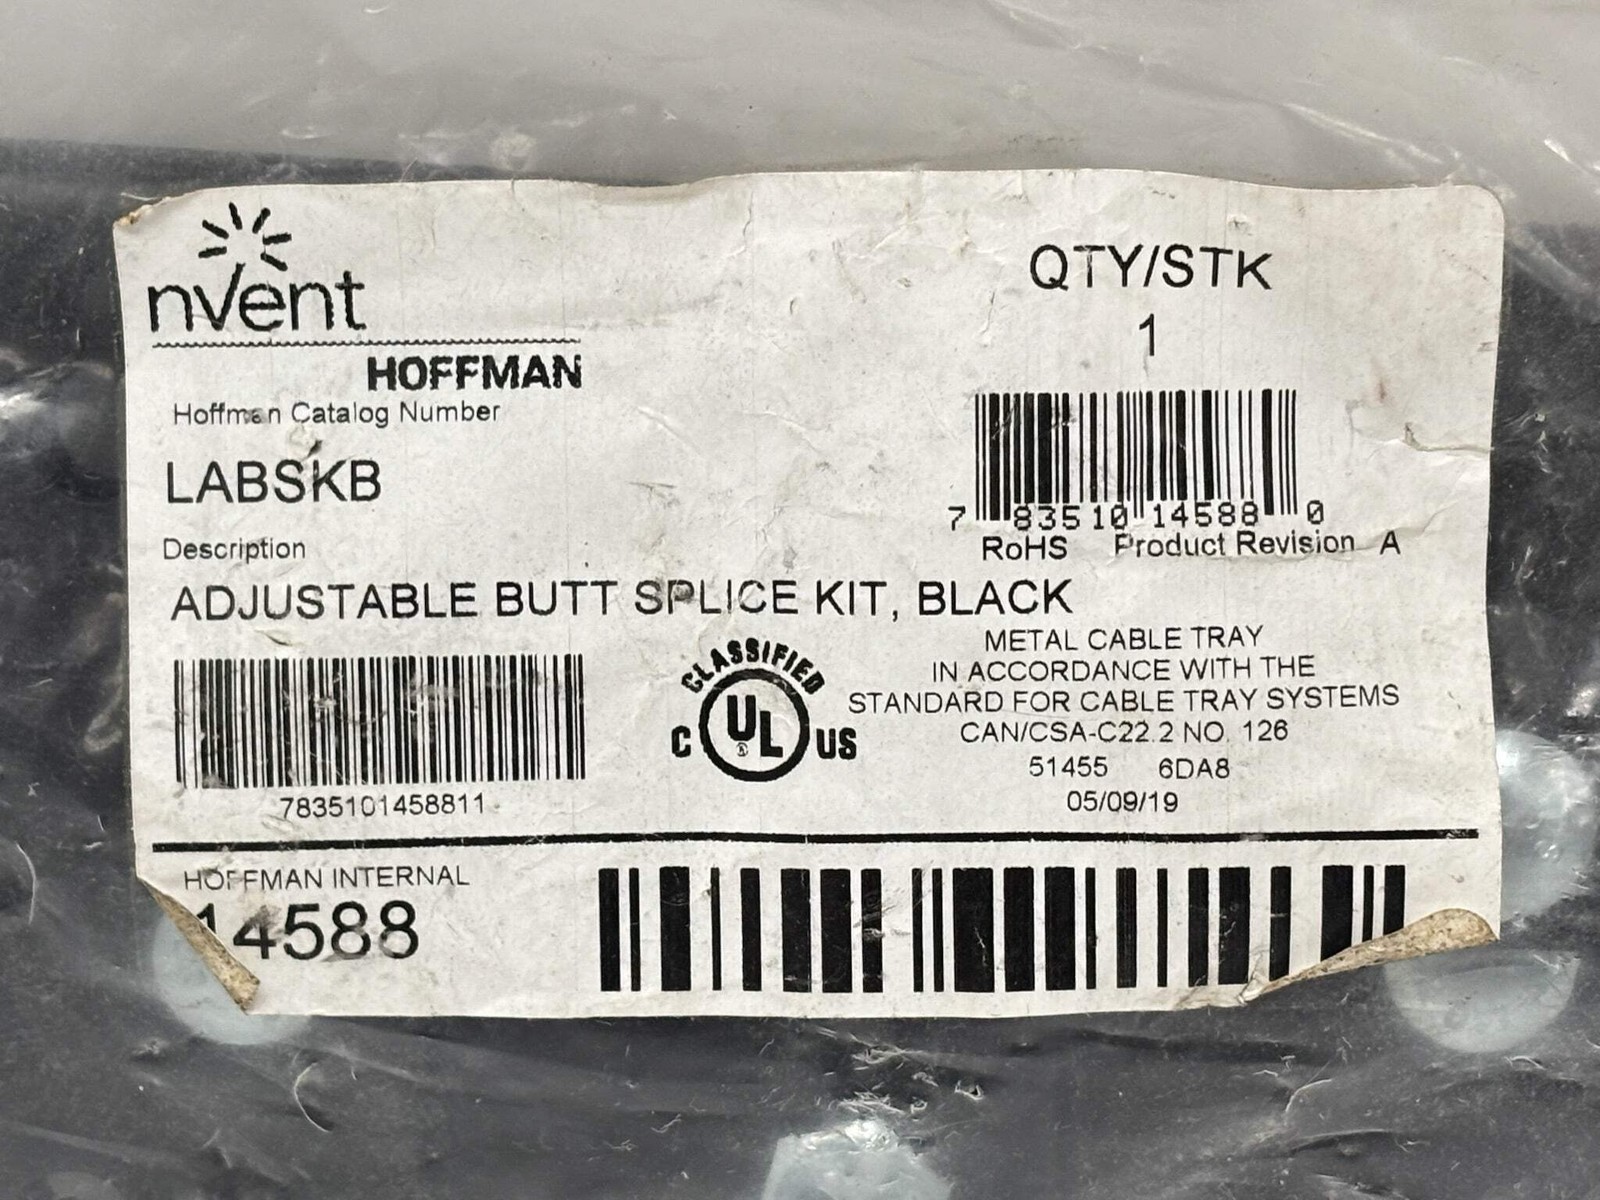 nvent
HOFFMAN
Hoffman Catalog Number
LABSKB
Description
ADJUSTABLE BUTT SPLICE KIT, BLACK
QTY/STK
1
7 83510 14588 0
RoHS Product Revision A
7835101458811
CLASSIFIED
C UL US
®
METAL CABLE TRAY
IN ACCORDANCE WITH THE
STANDARD FOR CABLE TRAY SYSTEMS
CAN/CSA-C22.2 NO. 126
51455 6DA8
05/09/19
HOFFMAN INTERNAL
14588